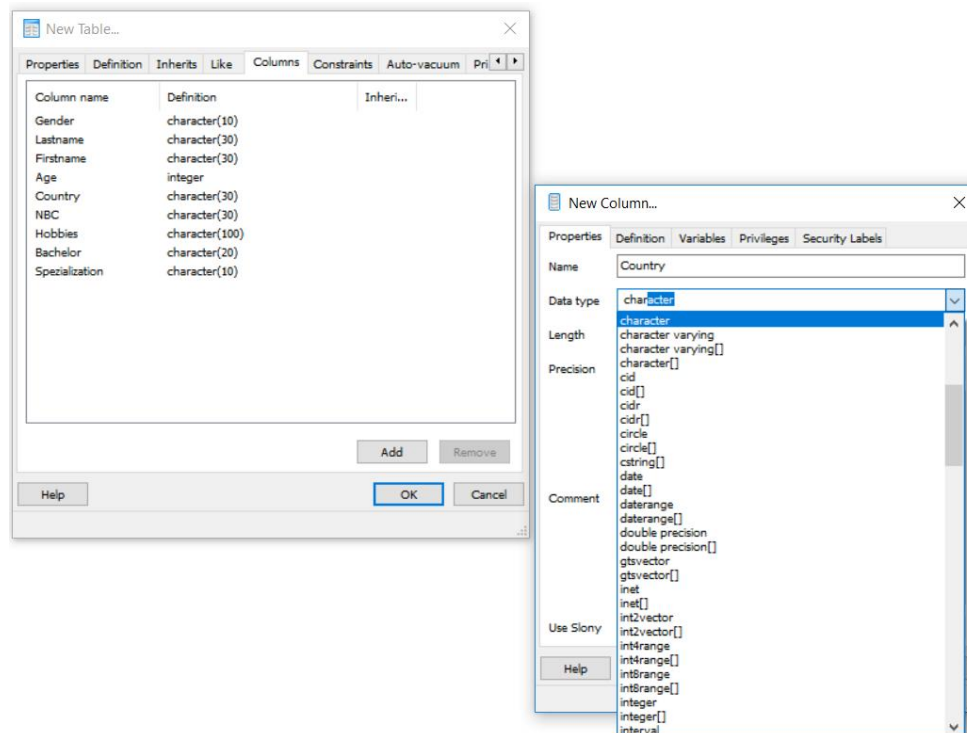 New Table...
Properties Definition Inherits Like Columns Constraints Auto-vacuum Pri
Column name Definition Inheri...
Gender character(10)
Lastname character(30)
Firstname character(30)
Age integer
Country character(30)
NBC character(30)
Hobbies character(100)
Bachelor character(20)
Spezialization character(10)
Add Remove
Help OK Cancel
New Column...
Properties Definition Variables Privileges Security Labels
Name Country
Data type character
Length
Precision
Comment
Use Slony
Help
character
character varying
character varying[]
character[]
cid
cid[]
cidr
cidr[]
circle
circle[]
cstring[]
date
date[]
daterange
daterange[]
double precision
double precision[]
gtsvector
gtsvector[]
inet
inet[]
int2vector
int2vector[]
int4range
int4range[]
int8range
int8range[]
integer
integer[]
interval